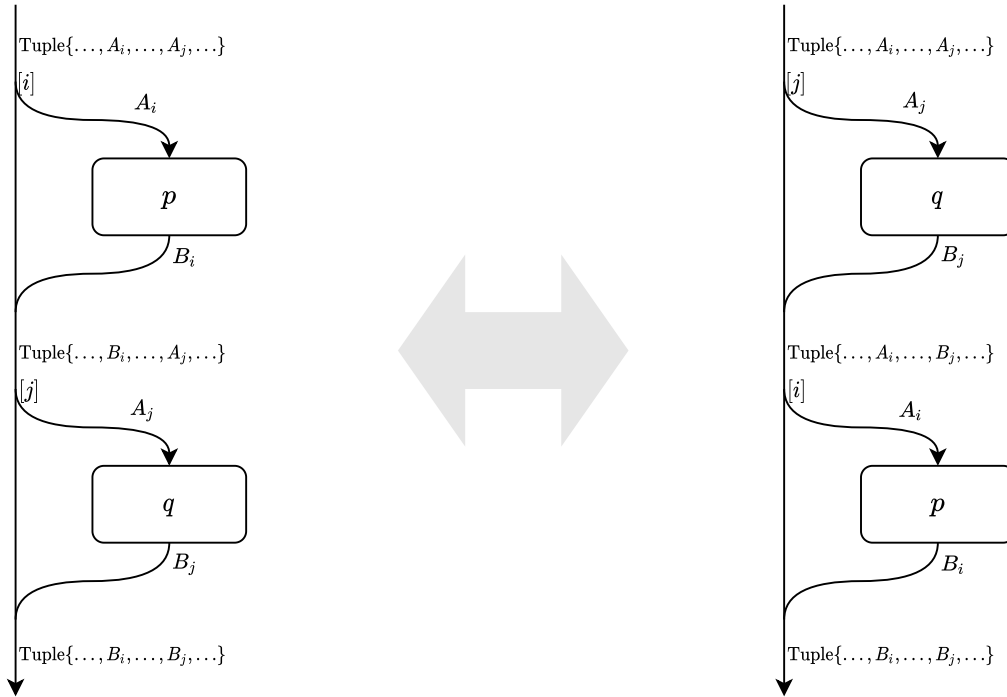 Tuple{…, A_i, …, A_j, …}
[i]
A_i
p
B_i
Tuple{…, B_i, …, A_j, …}
[j]
A_j
q
B_j
Tuple{…, B_i, …, B_j, …}
Tuple{…, A_i, …, A_j, …}
[j]
A_j
q
B_j
Tuple{…, A_i, …, B_j, …}
[i]
A_i
p
B_i
Tuple{…, B_i, …, B_j, …}